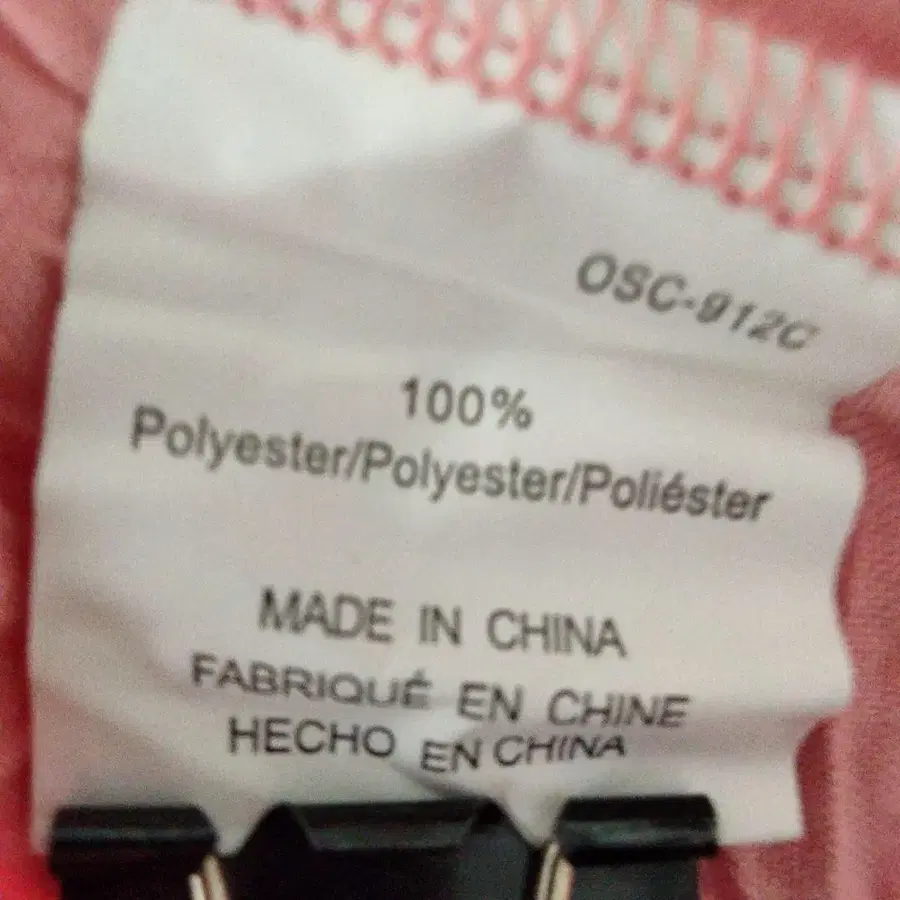 OSC-912C
100%
Polyester/Polyester/Poliéster
MADE IN CHINA
FABRIQUÉ EN CHINE
HECHO EN CHINA